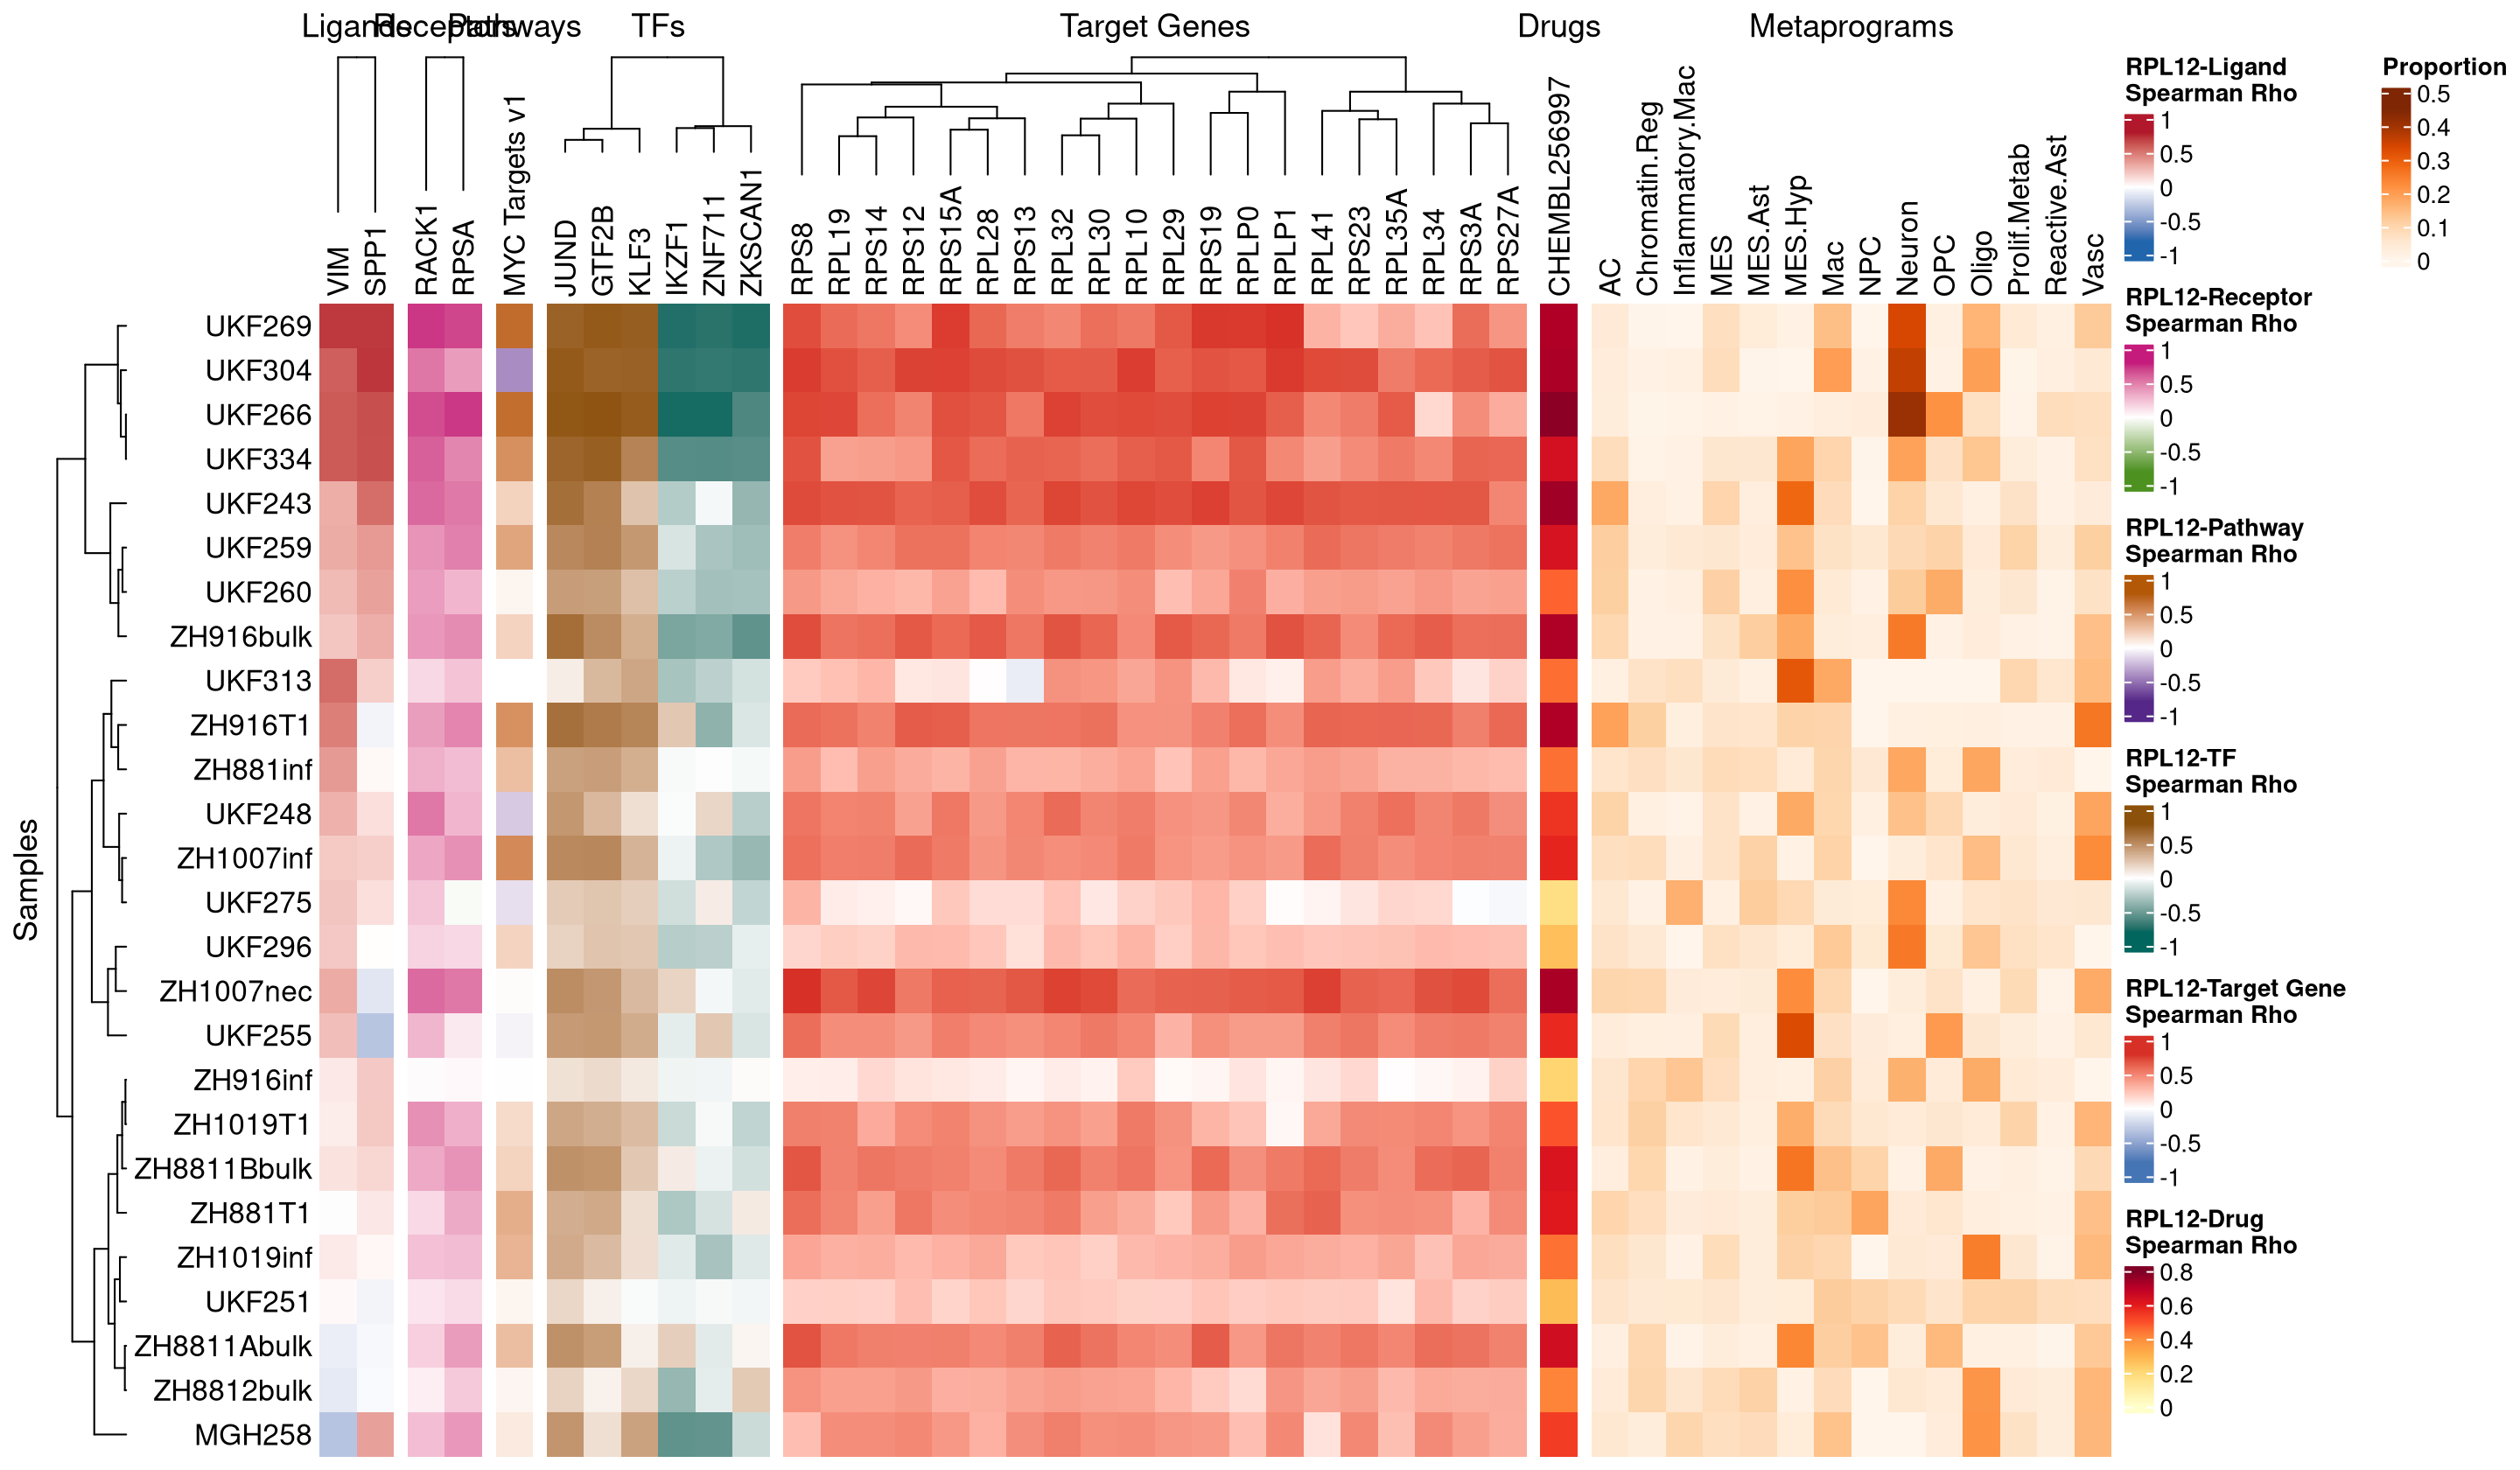 Ligands Receptors Pathways TFs Target Genes Drugs Metaprograms
VIM
SPP1
RACK1
RPSA
MYC Targets v1
JUND
GTF2B
KLF3
IKZF1
ZNF711
ZKSCAN1
RPS8
RPL19
RPS14
RPS12
RPS15A
RPL28
RPS13
RPL32
RPL30
RPL10
RPL29
RPS19
RPLP0
RPLP1
RPL41
RPS23
RPL35A
RPL34
RPS3A
RPS27A
CHEMBL256997
AC
Chromatin.Reg
Inflammatory.Mac
MES
MES.Ast
MES.Hyp
Mac
NPC
Neuron
OPC
Oligo
Prolif.Metab
Reactive.Ast
Vasc
Samples
UKF269
UKF304
UKF266
UKF334
UKF243
UKF259
UKF260
ZH916bulk
UKF313
ZH916T1
ZH881inf
UKF248
ZH1007inf
UKF275
UKF296
ZH1007nec
UKF255
ZH916inf
ZH1019T1
ZH8811Bbulk
ZH881T1
ZH1019inf
UKF251
ZH8811Abulk
ZH8812bulk
MGH258
RPL12-Ligand
Spearman Rho
1
0.5
0
-0.5
-1
RPL12-Receptor
Spearman Rho
1
0.5
0
-0.5
-1
RPL12-Pathway
Spearman Rho
1
0.5
0
-0.5
-1
RPL12-TF
Spearman Rho
1
0.5
0
-0.5
-1
RPL12-Target Gene
Spearman Rho
1
0.5
0
-0.5
-1
RPL12-Drug
Spearman Rho
0.8
0.6
0.4
0.2
0
Proportion
0.5
0.4
0.3
0.2
0.1
0